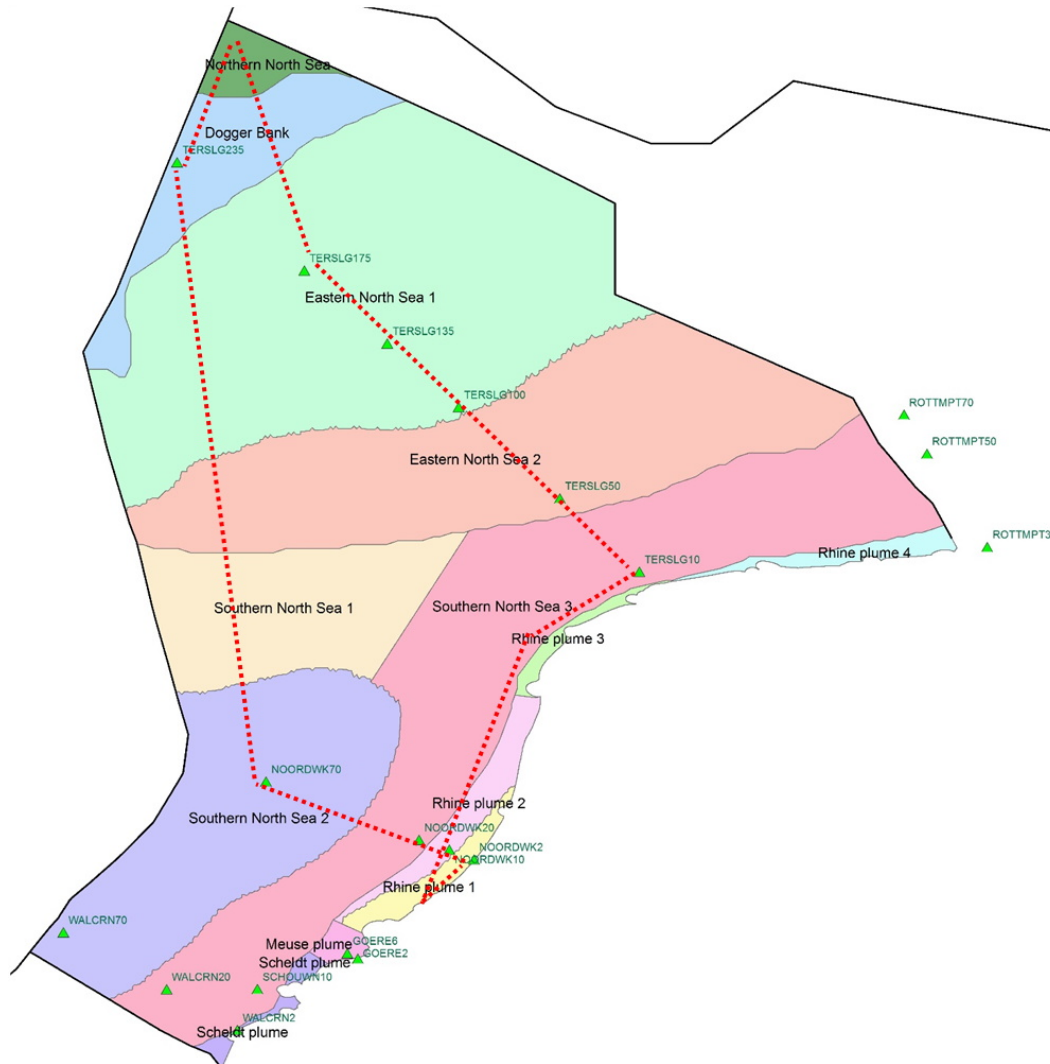 Northern North Sea
Dogger Bank
TERSLG235
TERSLG175
Eastern North Sea 1
TERSLG135
TERSLG100
ROTTMPT70
ROTTMPT50
Eastern North Sea 2
TERSLG50
ROTTMPT3
Rhine plume 4
TERSLG10
Southern North Sea 1
Southern North Sea 3
Rhine plume 3
NOORDWK70
Rhine plume 2
Southern North Sea 2
NOORDWK20
NOORDWK2
NOORDWK10
Rhine plume 1
WALCRN70
Meuse plume
GOERE6
GOERE2
Scheldt plume
WALCRN20
SCHOUWN10
WALCRN2
Scheldt plume